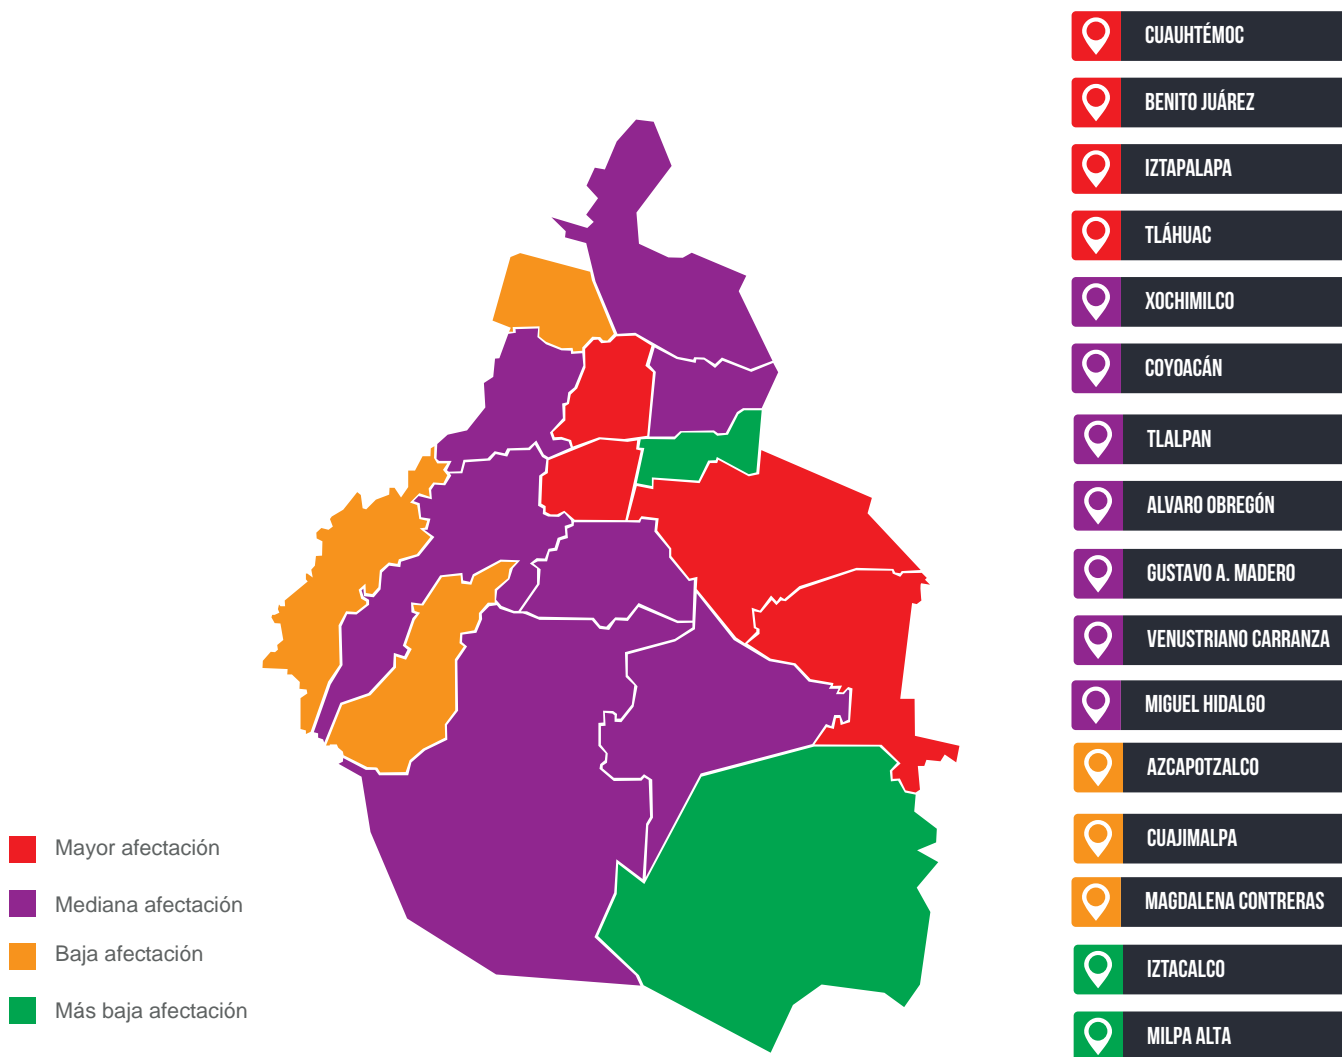 CUAUHTÉMOC
BENITO JUÁREZ
IZTAPALAPA
TLÁHUAC
XOCHIMILCO
COYOACÁN
TLALPAN
ALVARO OBREGÓN
GUSTAVO A. MADERO
VENUSTRIANO CARRANZA
MIGUEL HIDALGO
AZCAPOTZALCO
CUAJIMALPA
MAGDALENA CONTRERAS
IZTACALCO
MILPA ALTA
Mayor afectación
Mediana afectación
Baja afectación
Más baja afectación